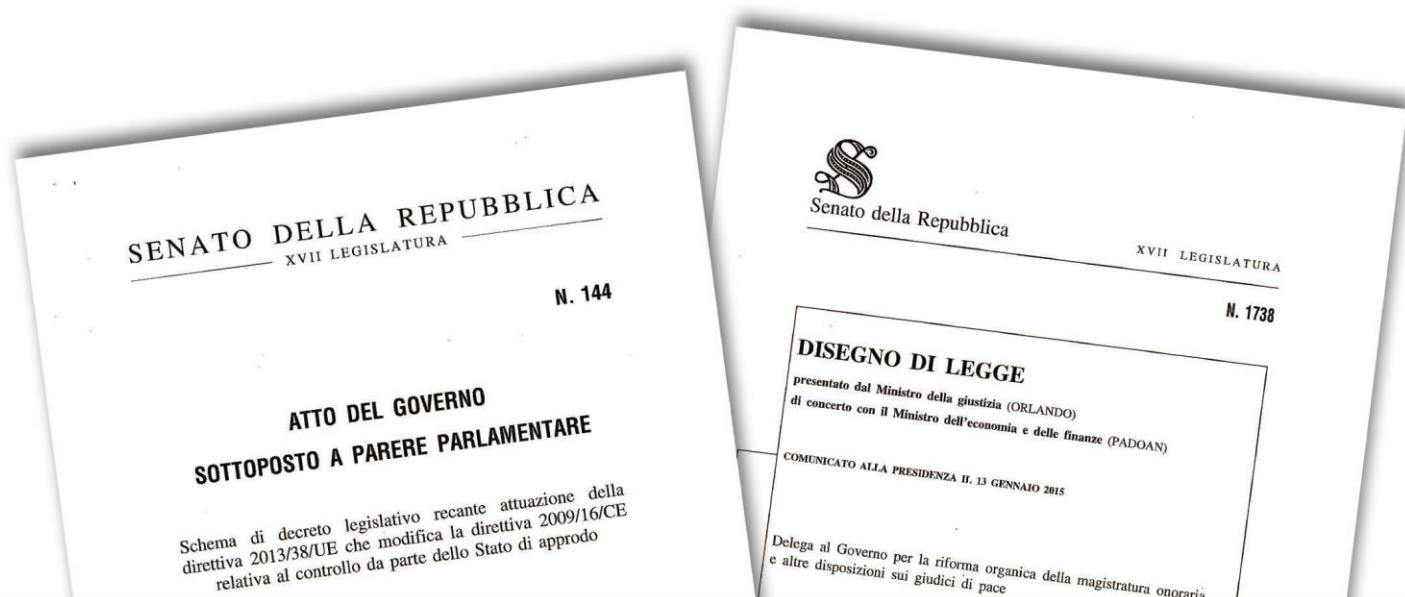 SENATO DELLA REPUBBLICA
XVII LEGISLATURA
N. 144
ATTO DEL GOVERNO
SOTTOPOSTO A PARERE PARLAMENTARE
Schema di decreto legislativo recante attuazione della
direttiva 2013/38/UE che modifica la direttiva 2009/16/CE
relativa al controllo da parte dello Stato di approdo
S
Senato della Repubblica
XVII LEGISLATURA
N. 1738
DISEGNO DI LEGGE
presentato dal Ministro della giustizia (ORLANDO)
di concerto con il Ministro dell'economia e delle finanze (PADOAN)
COMUNICATO ALLA PRESIDENZA IL 13 GENNAIO 2015
Delega al Governo per la riforma organica della magistratura onoraria
e altre disposizioni sui giudici di pace